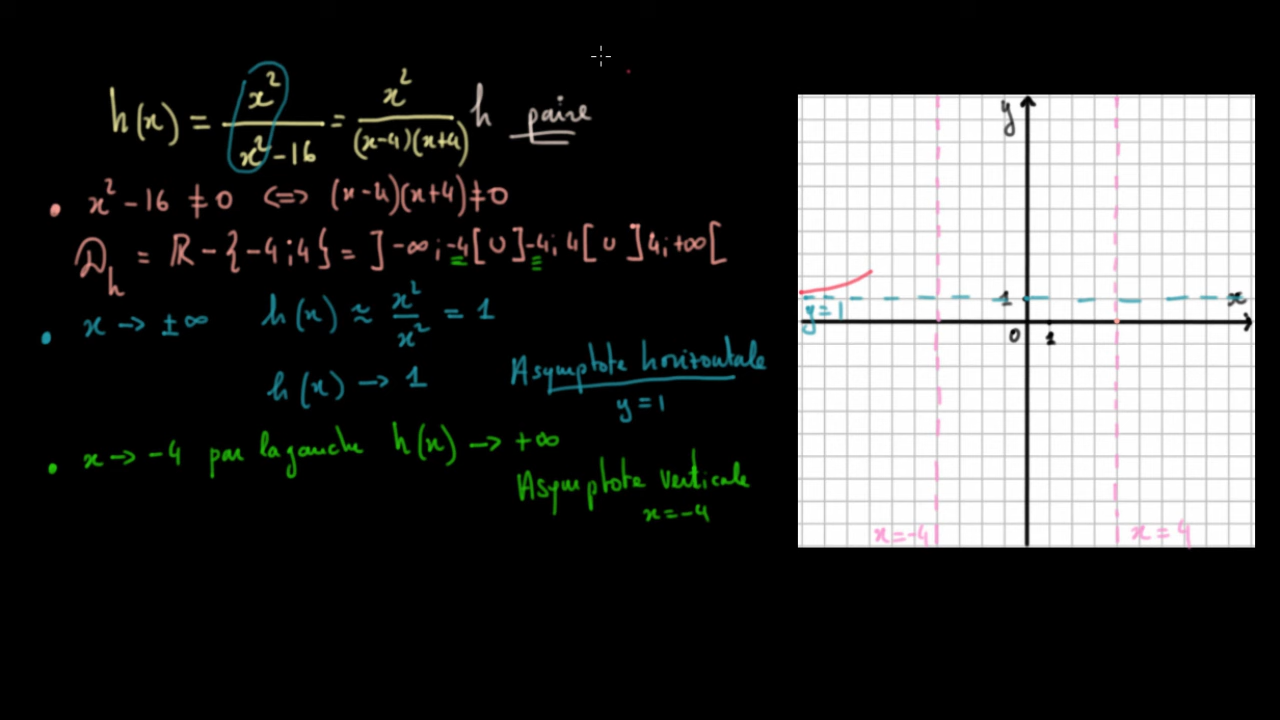 h(x) = x²/(x²-16) = x²/((x-4)(x+4)) h paire
• x² - 16 ≠ 0 <=> (x-4)(x+4) ≠ 0
D_h = R - {-4;4} = ]-∞;-4[ U ]-4;4[ U ]4;+∞[
• x → ±∞ h(x) ≈ x²/x² = 1
h(x) → 1
Asymptote horizontale
y = 1
• x → -4 par la gauche h(x) → +∞
Asymptote verticale
x = -4
y
1
x
y=1
0
1
x=-4
x = 4